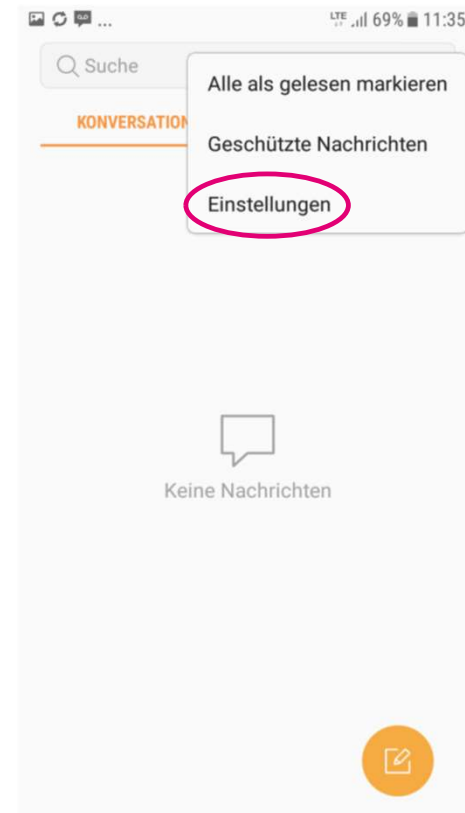 ... LTE 69% 11:35
Suche
Alle als gelesen markieren
KONVERSATION
Geschützte Nachrichten
Einstellungen
Keine Nachrichten